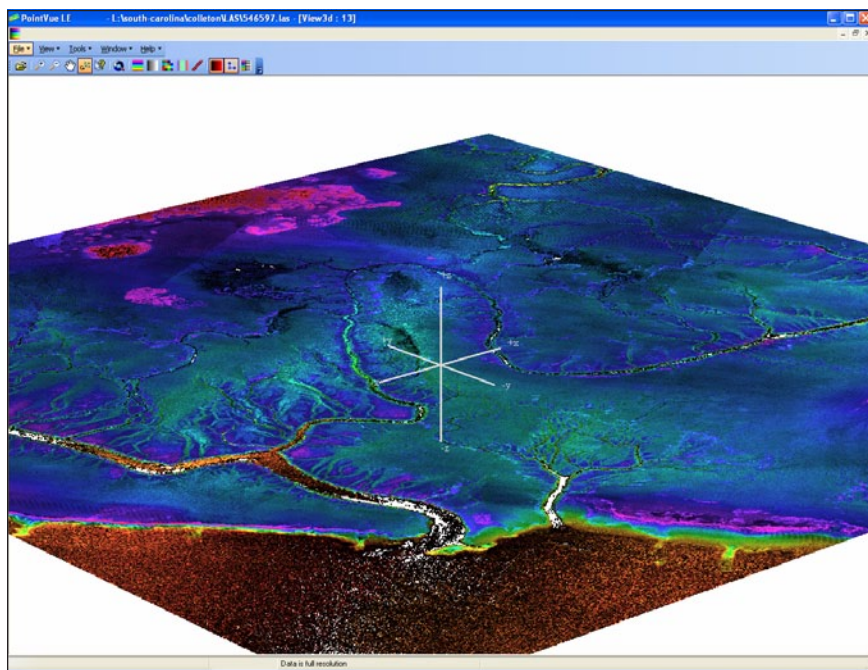 PointVue LE - L:\south-carolina\colleton\LAS\546597.las - [View3d : 13]
File View Tools Window Help
+x
-y
-z
Data is full resolution